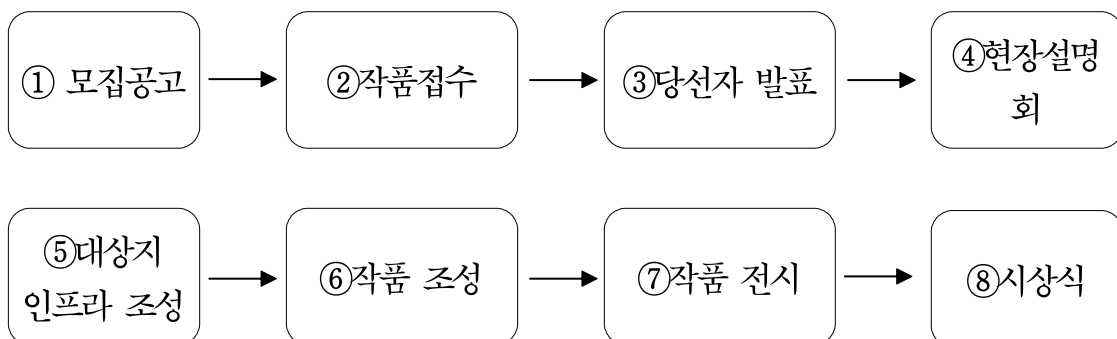 ① 모집공고
②작품접수
③당선자 발표
④현장설명
회
⑤대상지
인프라 조성
⑥작품 조성
⑦작품 전시
⑧시상식